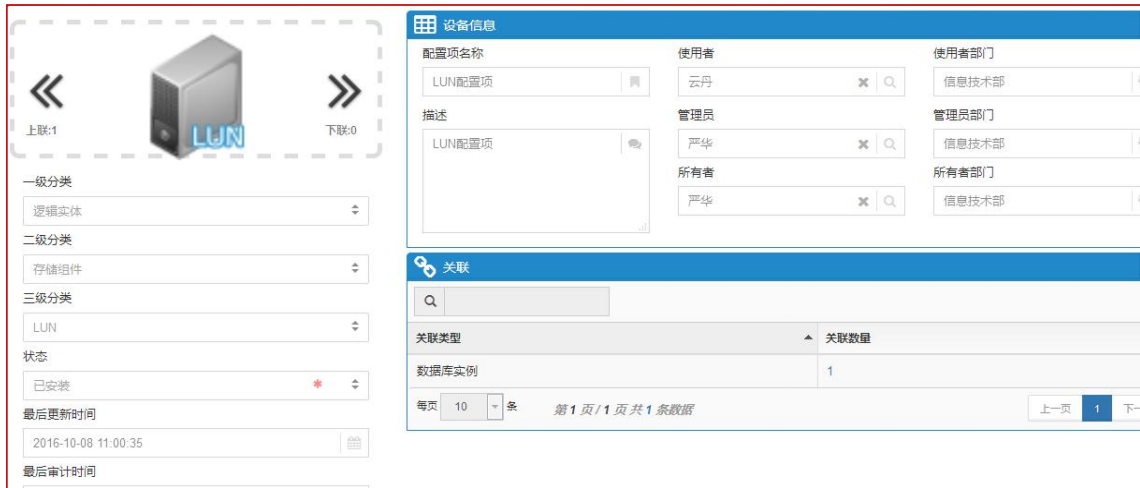 LUN
上联:1
下联:0
一级分类
逻辑实体
二级分类
存储组件
三级分类
LUN
状态
已安装 *
最后更新时间
2016-10-08 11:00:35
最后审计时间
设备信息
配置项名称 使用者 使用者部门
LUN配置项 云丹 信息技术部
描述 管理员 管理员部门
LUN配置项 严华 信息技术部
所有者 所有者部门
严华 信息技术部
关联
关联类型 关联数量
数据库实例 1
每页 10 条 第 1 页 / 1 页 共 1 条数据 上一页 1 下一